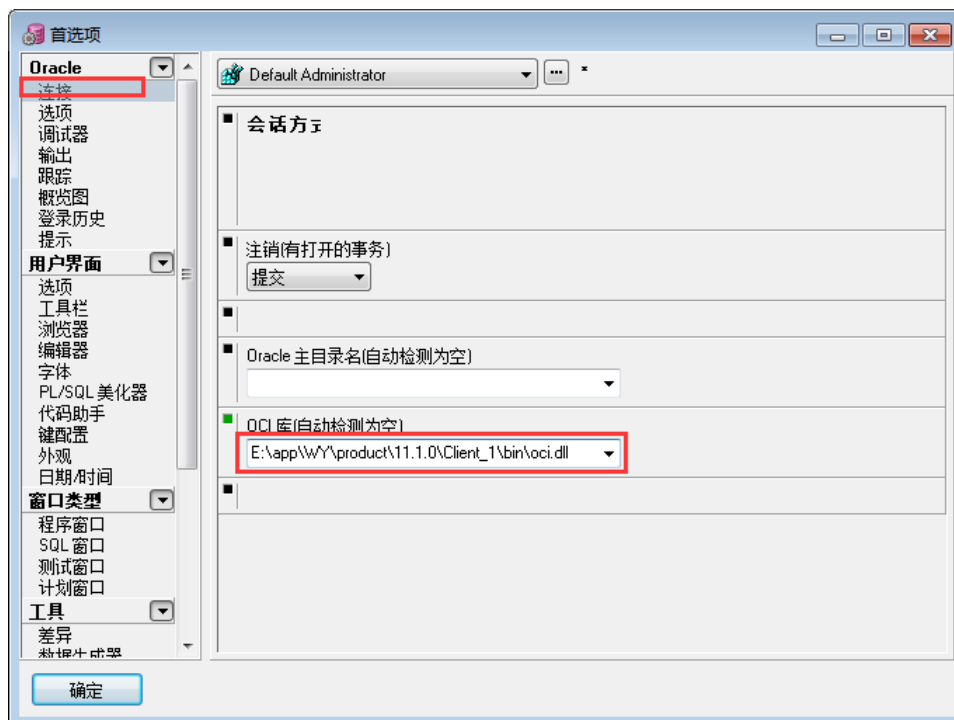 首选项
Oracle
连接
选项
调试器
输出
跟踪
概览图
登录历史
提示
用户界面
选项
工具栏
浏览器
编辑器
字体
PL/SQL 美化器
代码助手
键配置
外观
日期/时间
窗口类型
程序窗口
SQL 窗口
测试窗口
计划窗口
工具
差异
数据生成器
确定
Default Administrator
会话方式
注销(有打开的事务)
提交
Oracle 主目录名(自动检测为空)
OCI 库(自动检测为空)
E:\app\WY\product\11.1.0\Client_1\bin\oci.dll